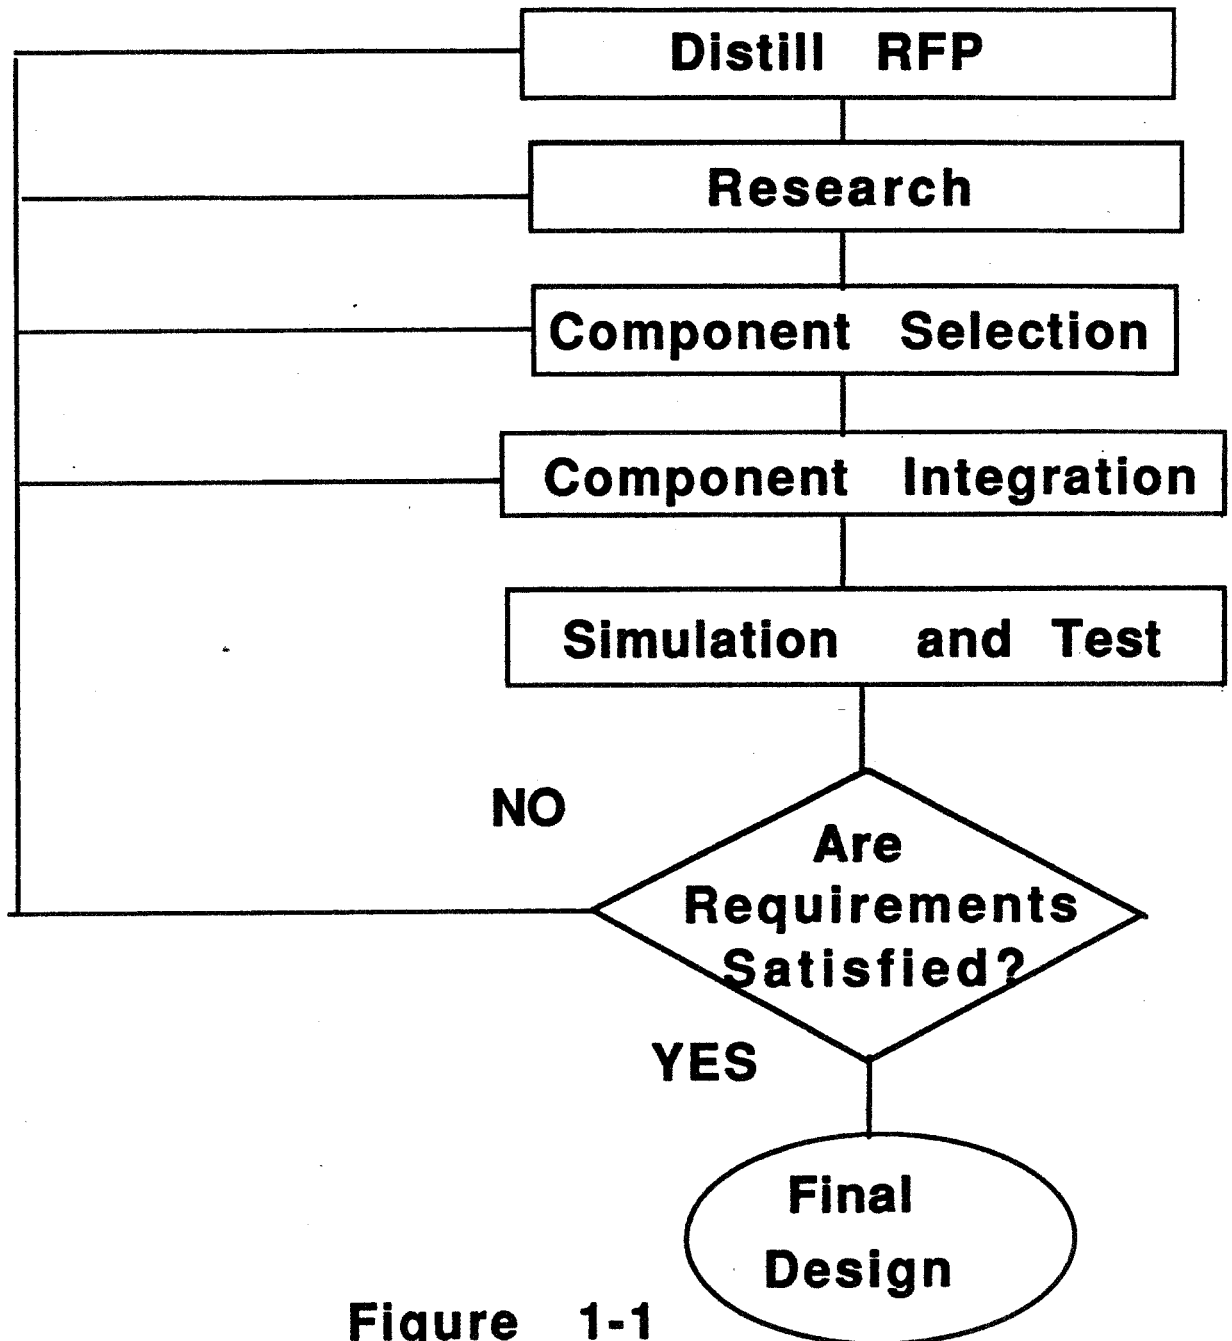 Distill RFP
Research
Component Selection
Component Integration
Simulation and Test
NO
Are
Requirements
Satisfied?
YES
Final
Design
Figure 1-1